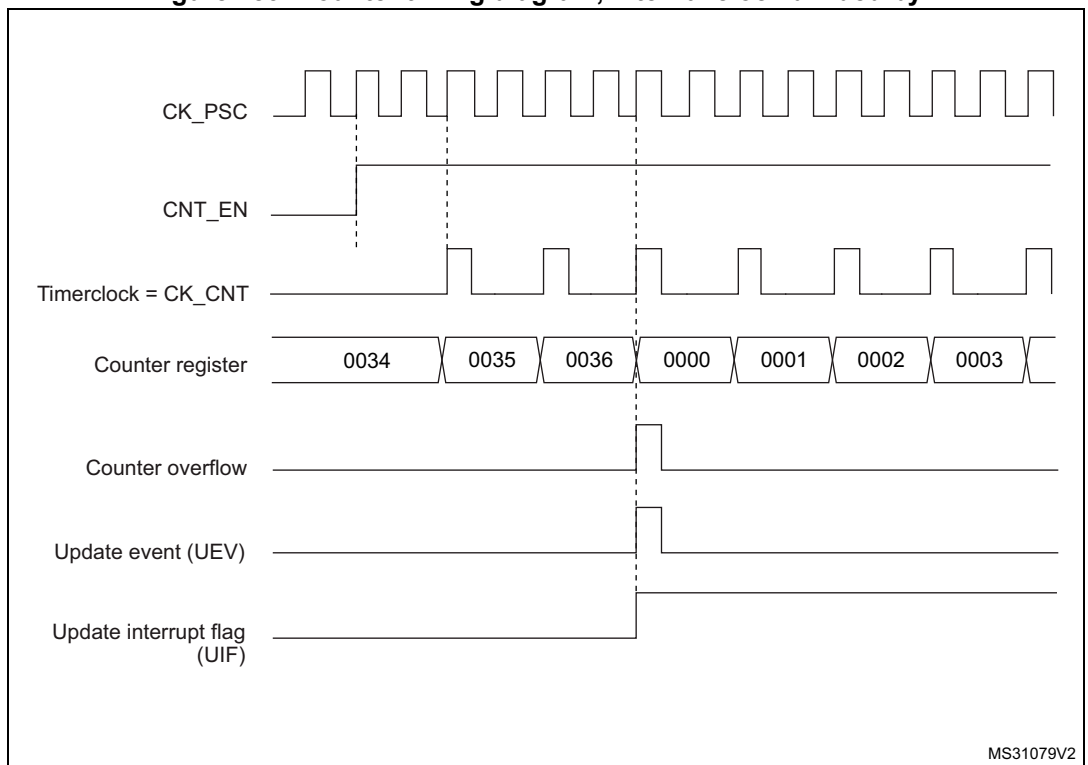 CK_PSC
CNT_EN
Timerclock = CK_CNT
Counter register
0034 0035 0036 0000 0001 0002 0003
Counter overflow
Update event (UEV)
Update interrupt flag
(UIF)
MS31079V2